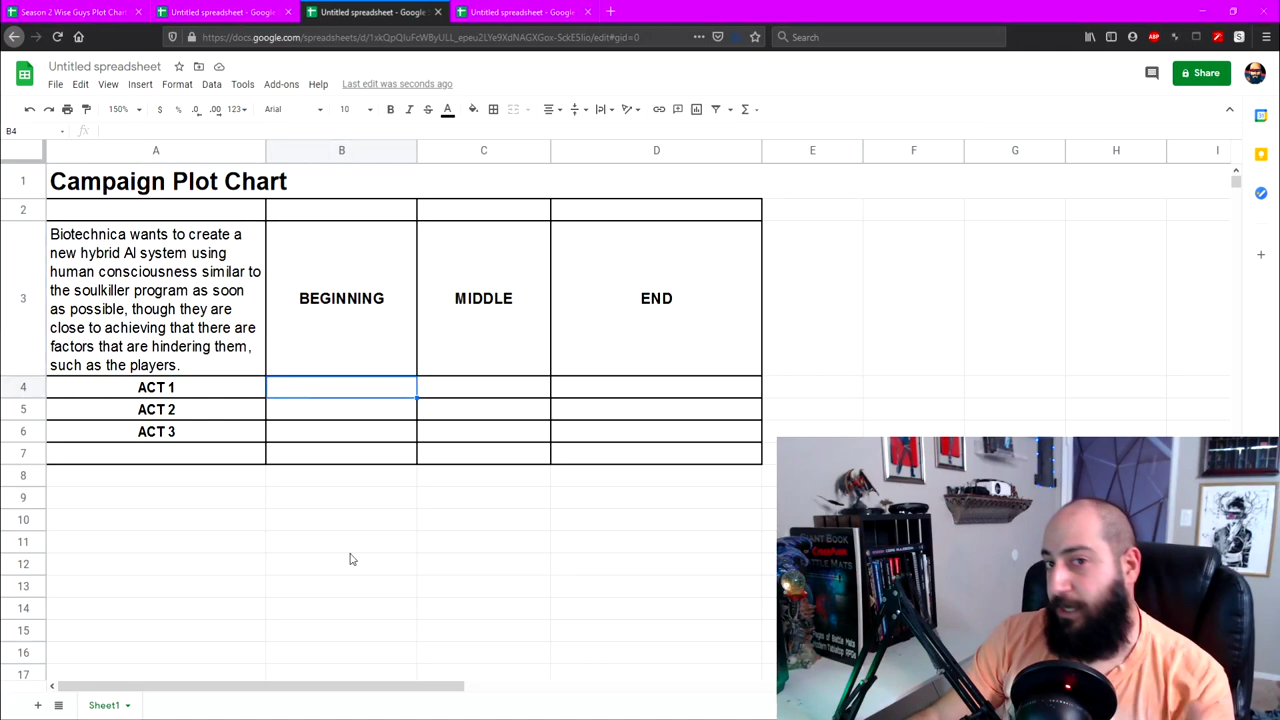 Season 2 Wise Guys Plot Chart
Untitled spreadsheet - Google
Untitled spreadsheet - Google
Untitled spreadsheet - Google
Search
Untitled spreadsheet
File Edit View Insert Format Data Tools Add-ons Help Last edit was seconds ago
Share
150% $ % .0 .00 123 Arial 10
B4
A B C D E F G H I
1 Campaign Plot Chart
2
Biotechnica wants to create a
new hybrid AI system using
human consciousness similar to
the soulkiller program as soon
as possible, though they are
close to achieving that there are
factors that are hindering them,
such as the players.
3 BEGINNING MIDDLE END
4 ACT 1
5 ACT 2
6 ACT 3
7
8
9
10
11
12
13
14
15
16
17
Sheet1
GIANT BOOK
BATTLE MATS